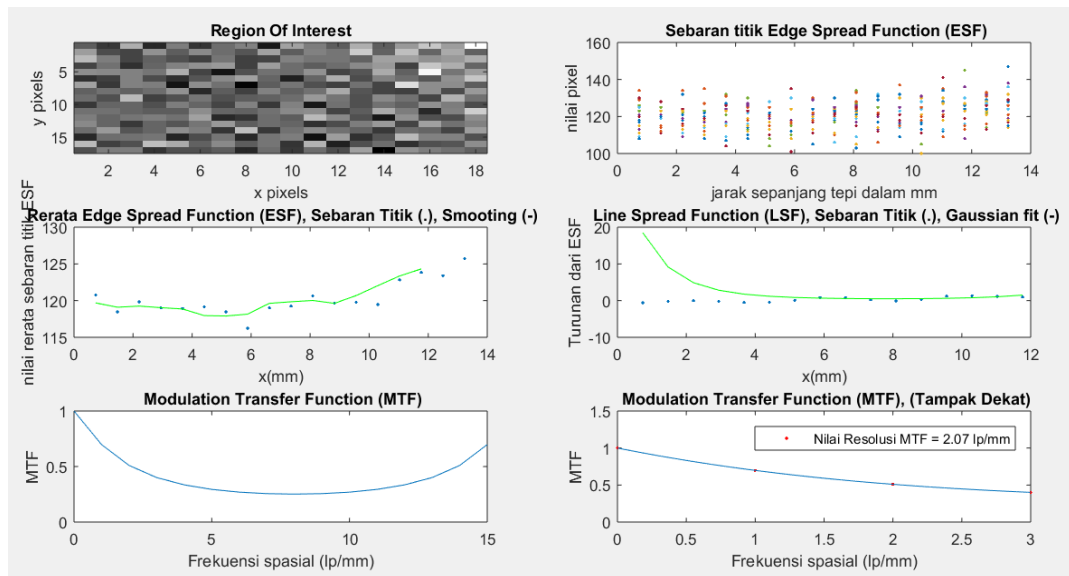 Region Of Interest
y pixels
5
10
15
2 4 6 8 10 12 14 16 18
x pixels
Sebaran titik Edge Spread Function (ESF)
nilai pixel
160
140
120
100
0 2 4 6 8 10 12 14
jarak sepanjang tepi dalam mm
Rerata Edge Spread Function (ESF), Sebaran Titik (.), Smooting (-)
nilai rerata sebaran titik ESF
130
125
120
115
0 2 4 6 8 10 12 14
x(mm)
Line Spread Function (LSF), Sebaran Titik (.), Gaussian fit (-)
Turunan dari ESF
20
10
0
-10
0 2 4 6 8 10 12
x(mm)
Modulation Transfer Function (MTF)
MTF
1
0.5
0
0 5 10 15
Frekuensi spasial (lp/mm)
Modulation Transfer Function (MTF), (Tampak Dekat)
MTF
1.5
1
0.5
0
Nilai Resolusi MTF = 2.07 lp/mm
0 0.5 1 1.5 2 2.5 3
Frekuensi spasial (lp/mm)